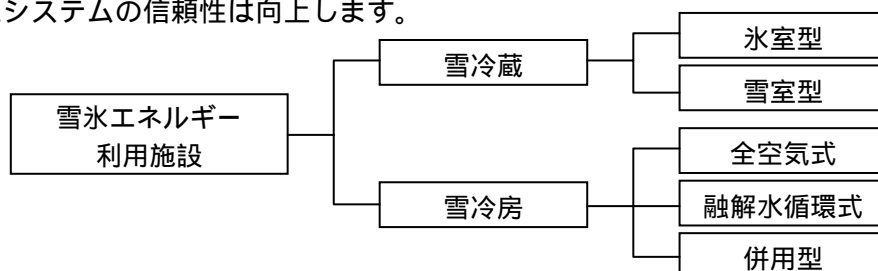 システムの信頼性は向上します。
雪氷エネルギー
利用施設
雪冷蔵
氷室型
雪室型
雪冷房
全空気式
融解水循環式
併用型